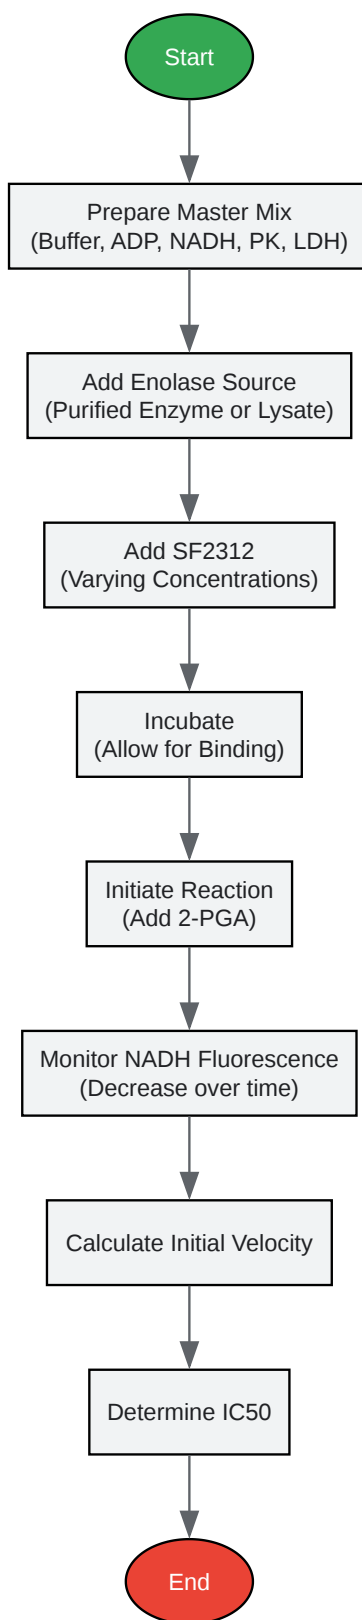 Start
Prepare Master Mix
(Buffer, ADP, NADH, PK, LDH)
Add Enolase Source
(Purified Enzyme or Lysate)
Add SF2312
(Varying Concentrations)
Incubate
(Allow for Binding)
Initiate Reaction
(Add 2-PGA)
Monitor NADH Fluorescence
(Decrease over time)
Calculate Initial Velocity
Determine IC50
End